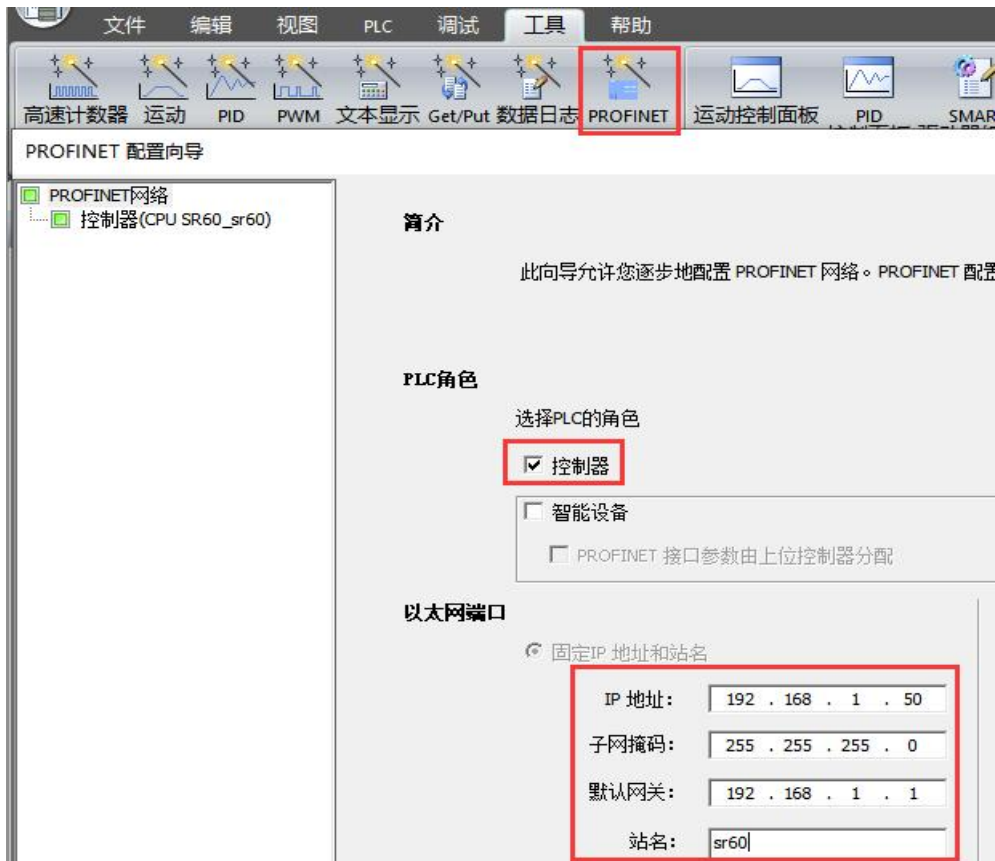 文件 编辑 视图 PLC 调试 工具 帮助
高速计数器 运动 PID PWM 文本显示 Get/Put 数据日志 PROFINET 运动控制面板 PID SMAR
PROFINET 配置向导
PROFINET网络
控制器(CPU SR60_sr60)
简介
此向导允许您逐步地配置 PROFINET 网络。PROFINET 配置
PLC角色
选择PLC的角色
控制器
智能设备
PROFINET 接口参数由上位控制器分配
以太网端口
固定IP 地址和站名
IP 地址: 192 . 168 . 1 . 50
子网掩码: 255 . 255 . 255 . 0
默认网关: 192 . 168 . 1 . 1
站名: sr60